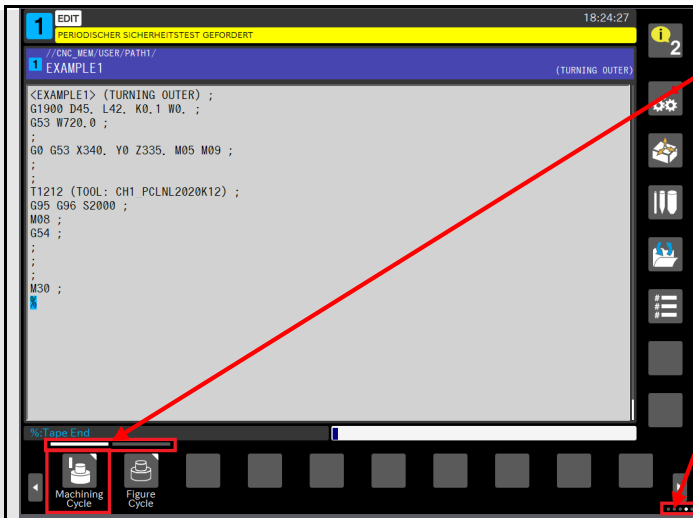 1
EDIT
18:24:27
PERIODISCHER SICHERHEITSTEST GEFORDERT
2
//CNC_MEM/USER/PATH1/
1
EXAMPLE1
(TURNING OUTER)
<EXAMPLE1> (TURNING OUTER) ;
G1900 D45. L42. K0.1 W0. ;
G53 W720.0 ;
;
G0 G53 X340. Y0 Z335. M05 M09 ;
;
;
T1212 (TOOL: CH1_PCLNL2020K12) ;
G95 G96 S2000 ;
M08 ;
G54 ;
;
;
;
M30 ;
%
%:Tape End
Machining
Cycle
Figure
Cycle